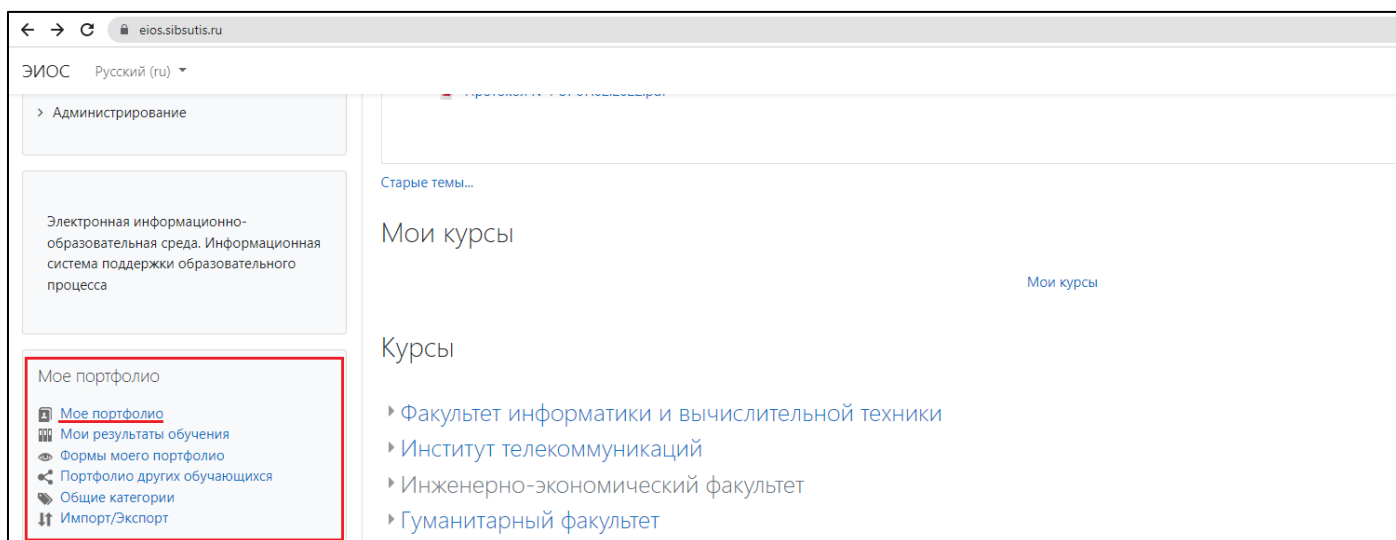 eios.sibsutis.ru
ЭИОС Русский (ru)
Администрирование
Электронная информационно-
образовательная среда. Информационная
система поддержки образовательного
процесса
Мое портфолио
Мое портфолио
Мои результаты обучения
Формы моего портфолио
Портфолио других обучающихся
Общие категории
Импорт/Экспорт
Старые темы...
Мои курсы
Мои курсы
Курсы
Факультет информатики и вычислительной техники
Институт телекоммуникаций
Инженерно-экономический факультет
Гуманитарный факультет